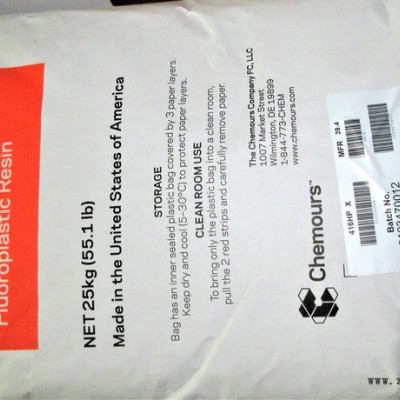 Fluoroplastic Resin
NET 25kg (55.1 lb)
Made in the United States of America
STORAGE
Bag has an inner sealed plastic bag covered by 3 paper layers.
Keep dry and cool (5-30°C) to protect paper layers.
CLEAN ROOM USE
To bring only the plastic bag into a clean room,
pull the 2 red strips and carefully remove paper.
The Chemours Company FC, LLC
1007 Market Street
Wilmington, DE 19899
1-844-773-CHEM
www.chemours.com
Chemours™
416HP X
MFR 39.4
Batch No.
www.